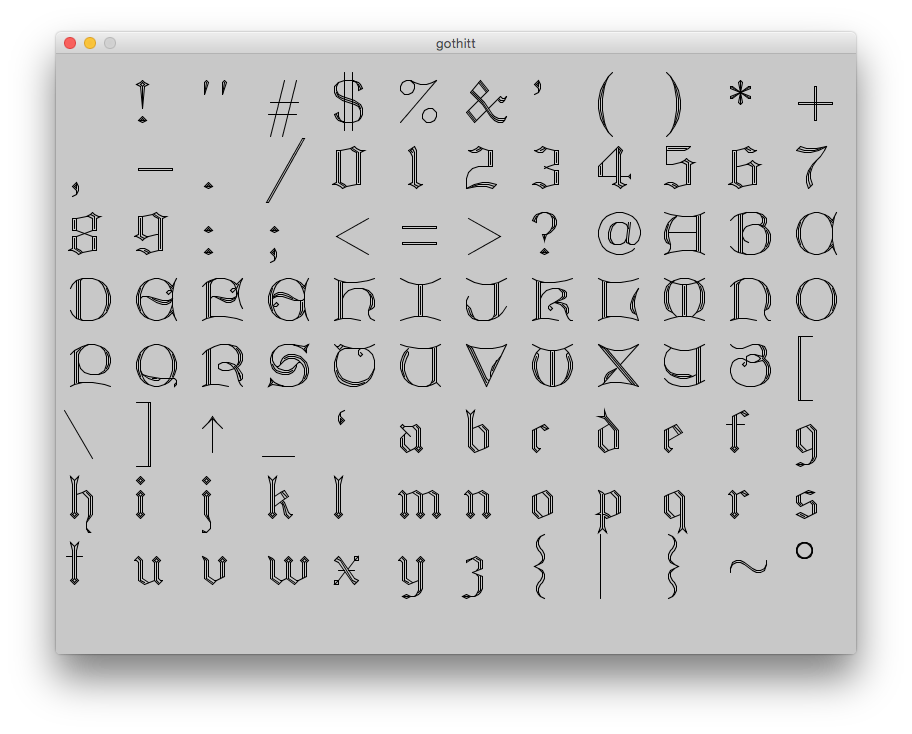 gothitt
! " # $ % & ' ( ) * +
, - . / 0 1 2 3 4 5 6 7
8 9 : ; < = > ? @ A B C
D E F G H I J K L M N O
P Q R S T U V W X Y Z [
\ ] ↑ _ ‘ a b c d e f g
h i j k l m n o p q r s
t u v w x y z { | } ~ °